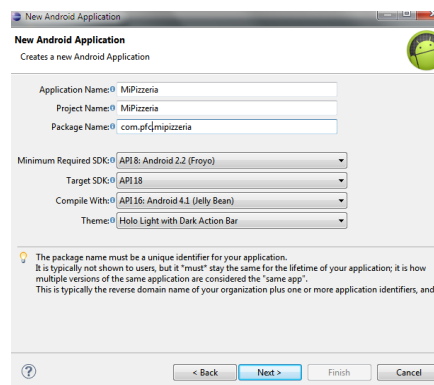 New Android Application
New Android Application
Creates a new Android Application
Application Name: MiPizzeria
Project Name: MiPizzeria
Package Name: com.pfc.mipizzeria
Minimum Required SDK: API 8: Android 2.2 (Froyo)
Target SDK: API 18
Compile With: API 16: Android 4.1 (Jelly Bean)
Theme: Holo Light with Dark Action Bar
The package name must be a unique identifier for your application.
It is typically not shown to users, but it *must* stay the same for the lifetime of your application; it is how
multiple versions of the same application are considered the "same app".
This is typically the reverse domain name of your organization plus one or more application identifiers, and
< Back Next > Finish Cancel